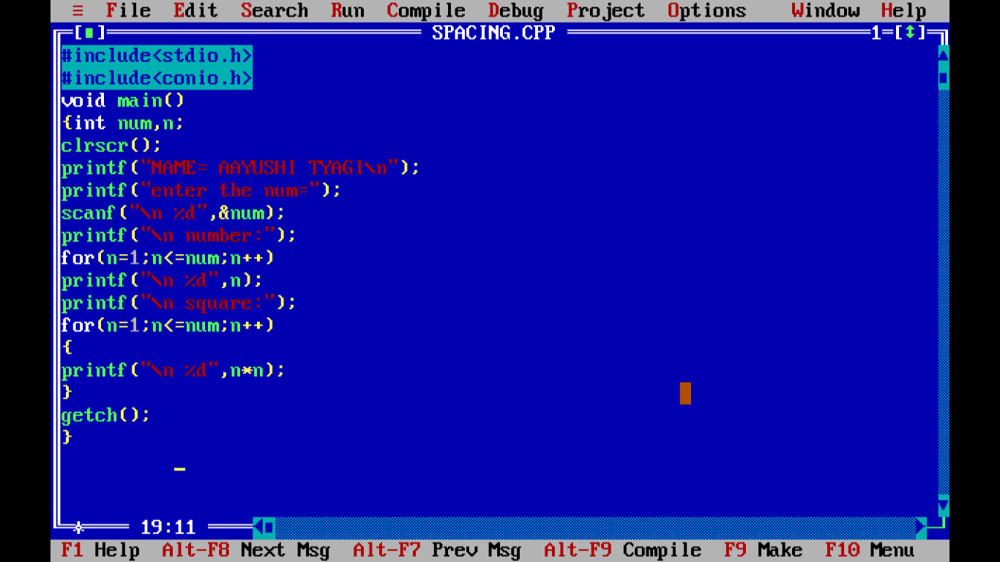 ≡ File Edit Search Run Compile Debug Project Options Window Help
[■] SPACING.CPP 1=[↕]
#include<stdio.h>
#include<conio.h>
void main()
{int num,n;
clrscr();
printf("NAME= AAYUSHI TYAGI\n");
printf("enter the num=");
scanf("\n %d",&num);
printf("\n number:");
for(n=1;n<=num;n++)
printf("\n %d",n);
printf("\n square:");
for(n=1;n<=num;n++)
{
printf("\n %d",n*n);
}
getch();
}
19:11
F1 Help Alt-F8 Next Msg Alt-F7 Prev Msg Alt-F9 Compile F9 Make F10 Menu